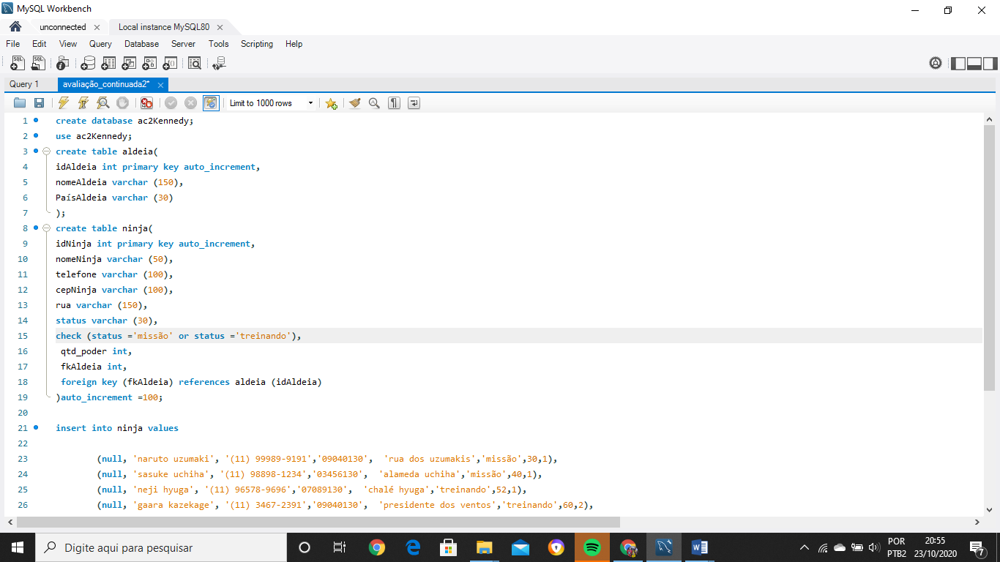 MySQL Workbench
unconnected
Local instance MySQL80
File Edit View Query Database Server Tools Scripting Help
Query 1
avaliação_continuada2*
Limit to 1000 rows
1 create database ac2Kennedy;
2 use ac2Kennedy;
3 create table aldeia(
4 idAldeia int primary key auto_increment,
5 nomeAldeia varchar (150),
6 PaísAldeia varchar (30)
7 );
8 create table ninja(
9 idNinja int primary key auto_increment,
10 nomeNinja varchar (50),
11 telefone varchar (100),
12 cepNinja varchar (100),
13 rua varchar (150),
14 status varchar (30),
15 check (status ='missão' or status ='treinando'),
16 qtd_poder int,
17 fkAldeia int,
18 foreign key (fkAldeia) references aldeia (idAldeia)
19 )auto_increment =100;
20
21 insert into ninja values
22
23 (null, 'naruto uzumaki', '(11) 99989-9191','09040130', 'rua dos uzumakis','missão',30,1),
24 (null, 'sasuke uchiha', '(11) 98898-1234','03456130', 'alameda uchiha','missão',40,1),
25 (null, 'neji hyuga', '(11) 96578-9696','07089130', 'chalé hyuga','treinando',52,1),
26 (null, 'gaara kazekage', '(11) 3467-2391','09040130', 'presidente dos ventos','treinando',60,2),
Digite aqui para pesquisar
POR
PTB2
20:55
23/10/2020
7